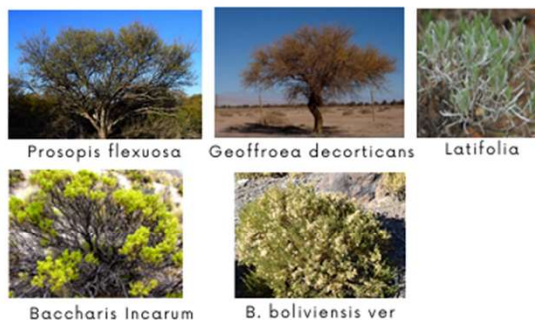 Prosopis flexuosa
Geoffroea decorticans
Latifolia
Baccharis Incarum
B. boliviensis ver